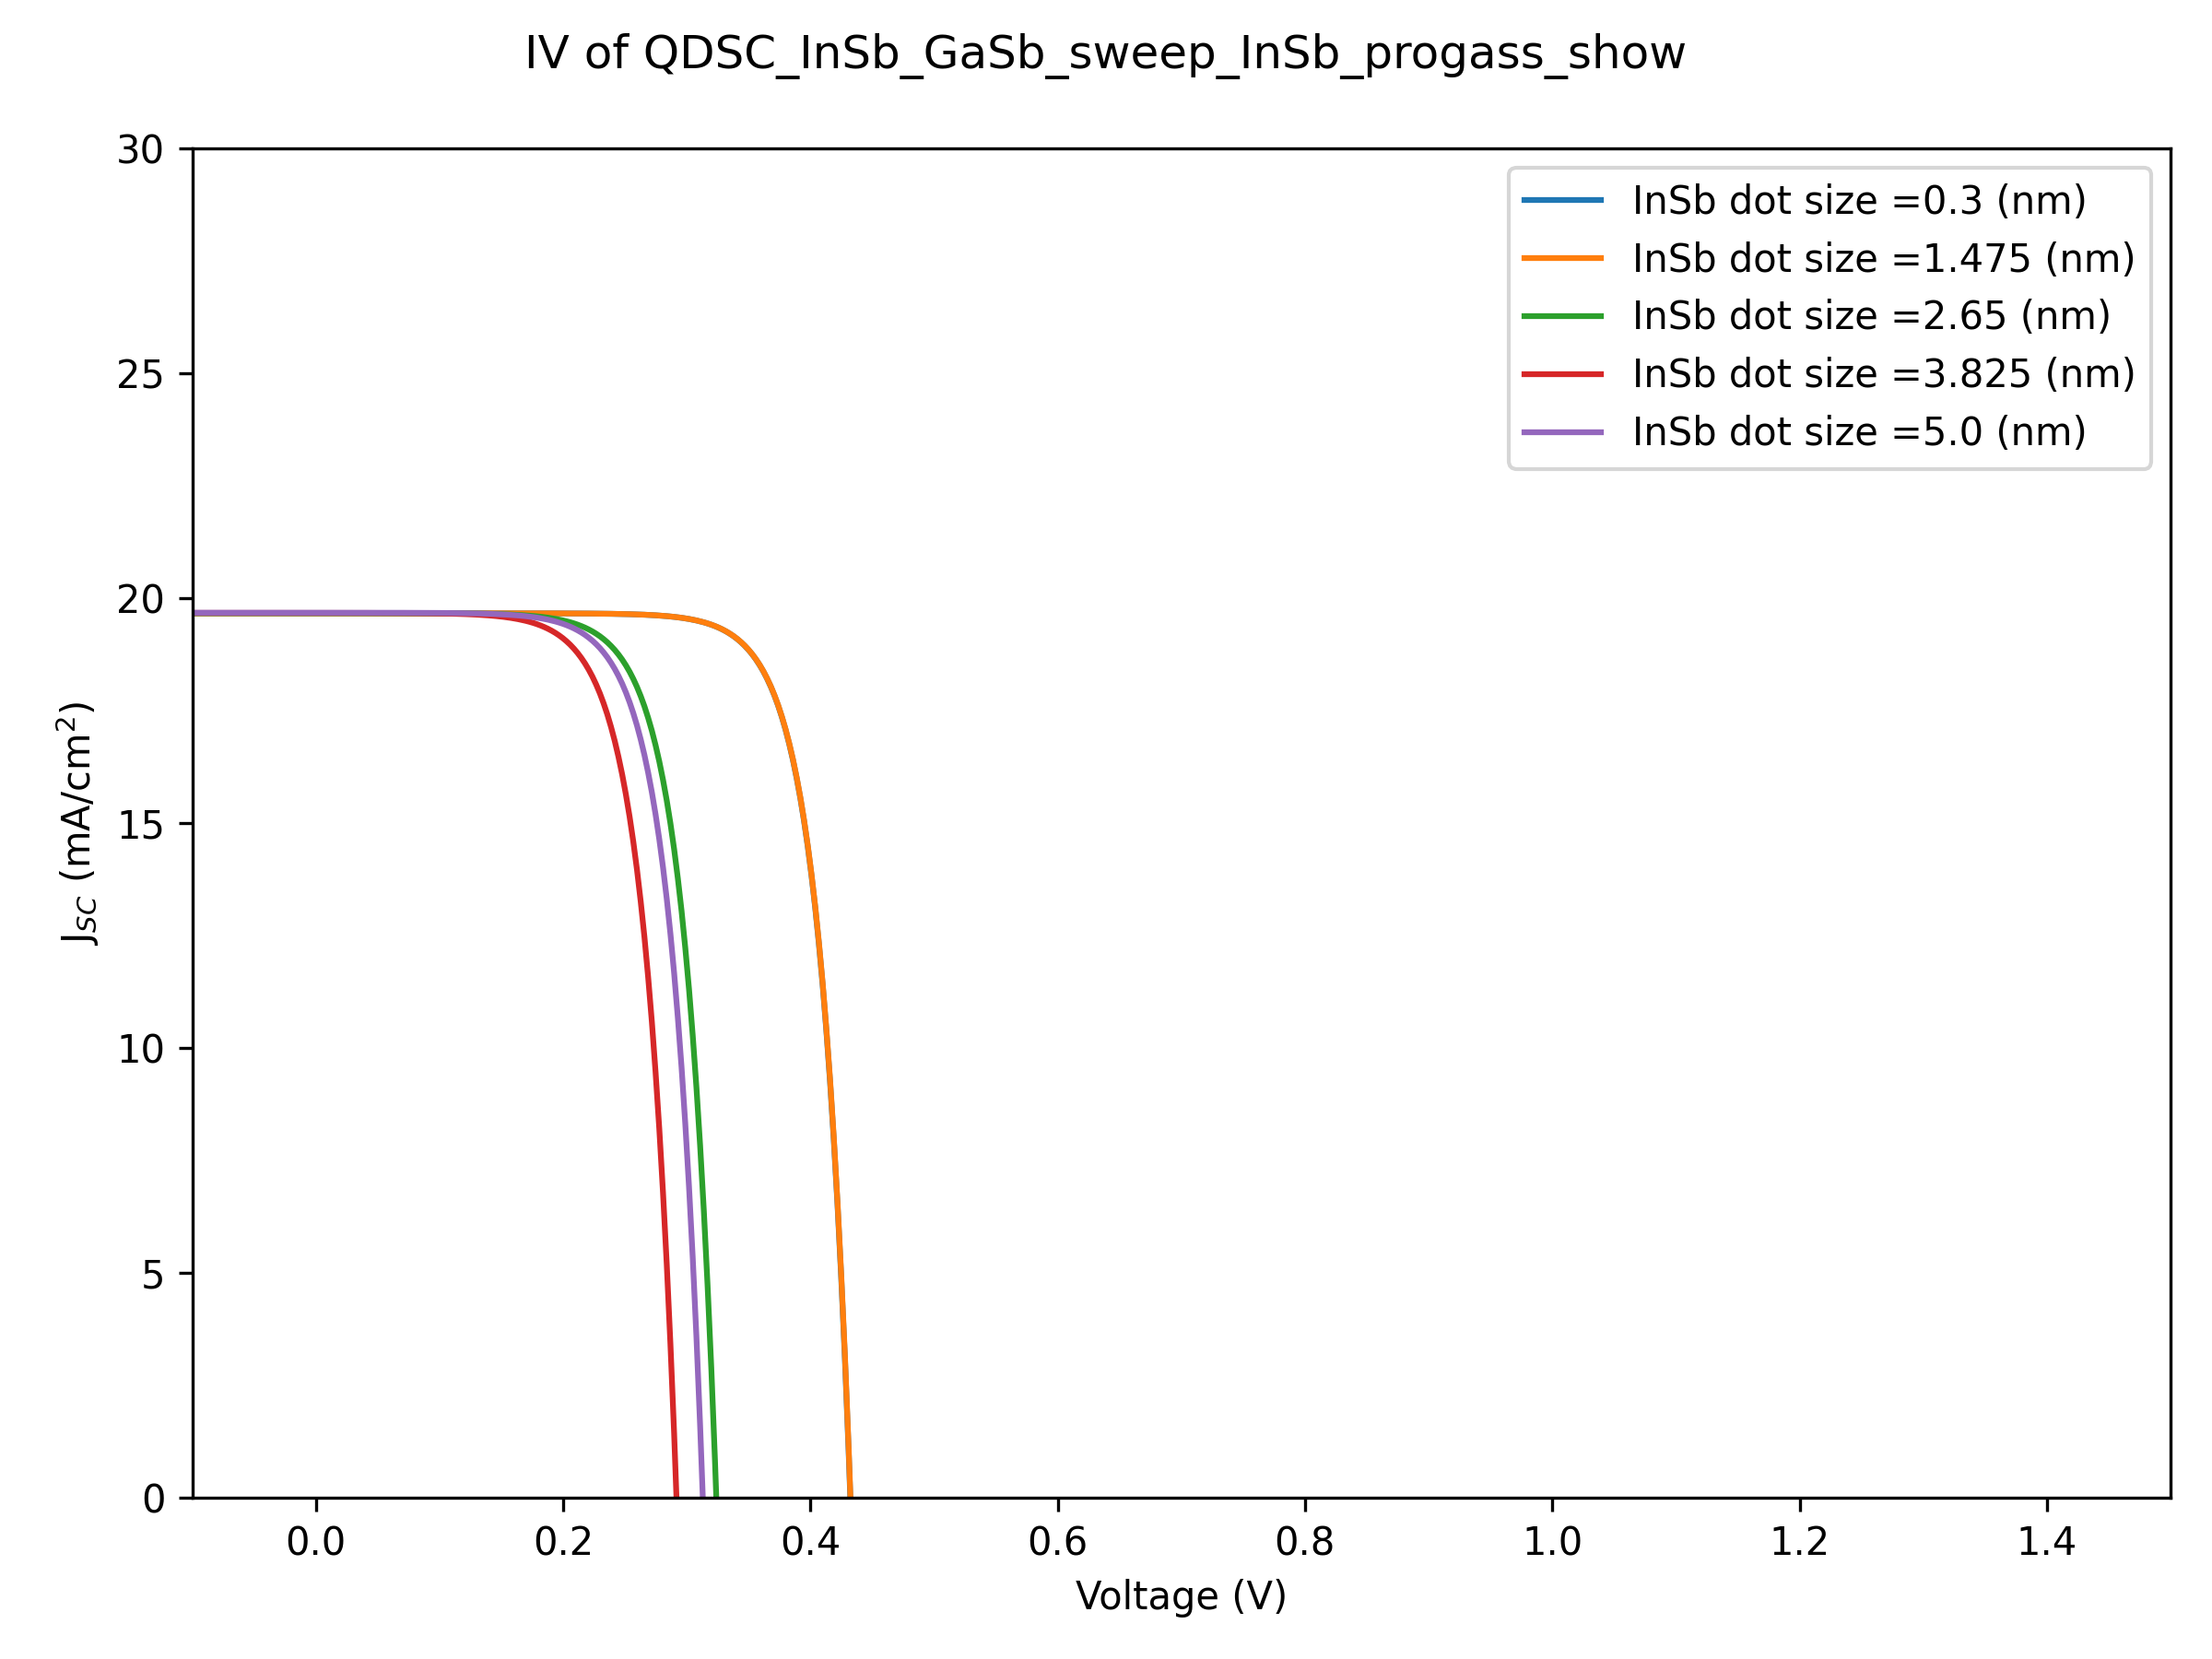 IV of QDSC_InSb_GaSb_sweep_InSb_progass_show
30
25
20
15
10
5
0
J_SC (mA/cm²)
InSb dot size =0.3 (nm)
InSb dot size =1.475 (nm)
InSb dot size =2.65 (nm)
InSb dot size =3.825 (nm)
InSb dot size =5.0 (nm)
0.0 0.2 0.4 0.6 0.8 1.0 1.2 1.4
Voltage (V)